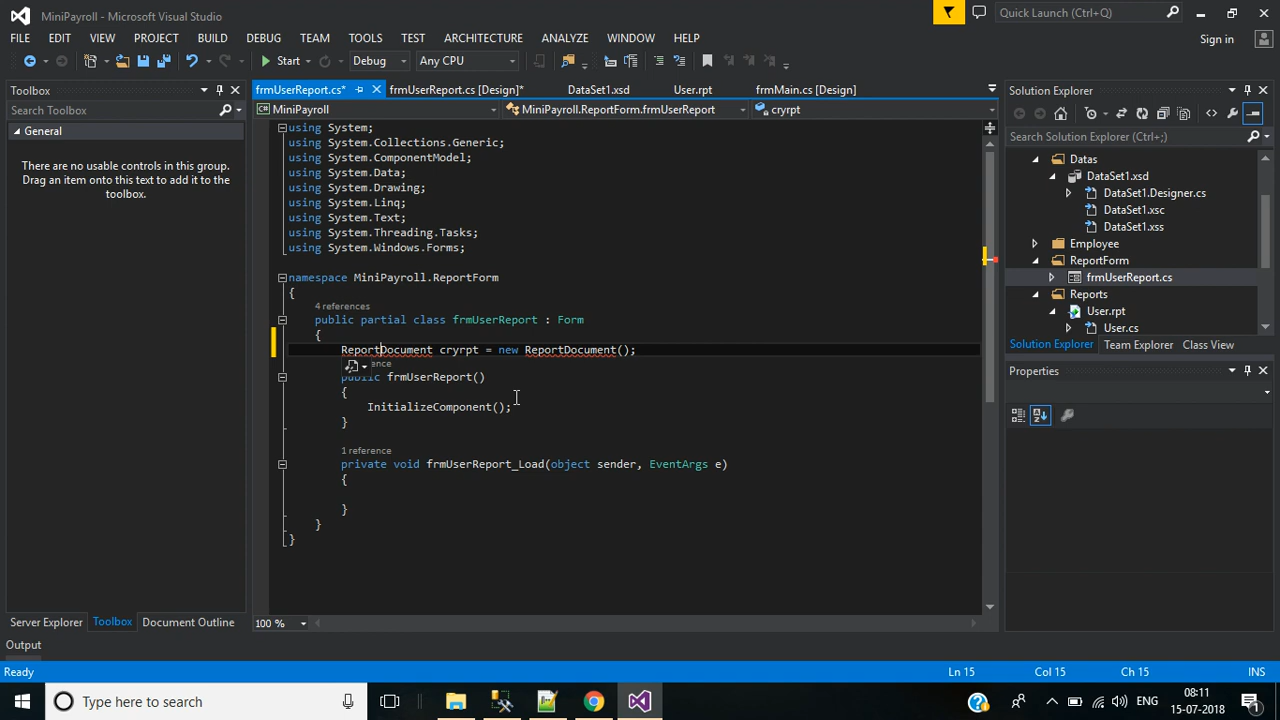 MiniPayroll - Microsoft Visual Studio
Quick Launch (Ctrl+Q)
FILE EDIT VIEW PROJECT BUILD DEBUG TEAM TOOLS TEST ARCHITECTURE ANALYZE WINDOW HELP
Sign in
Start Debug Any CPU
Toolbox
Search Toolbox
General
There are no usable controls in this group.
Drag an item onto this text to add it to the
toolbox.
frmUserReport.cs* frmUserReport.cs [Design]* DataSet1.xsd User.rpt frmMain.cs [Design]
MiniPayroll MiniPayroll.ReportForm.frmUserReport cryrpt
using System;
using System.Collections.Generic;
using System.ComponentModel;
using System.Data;
using System.Drawing;
using System.Linq;
using System.Text;
using System.Threading.Tasks;
using System.Windows.Forms;
namespace MiniPayroll.ReportForm
{
4 references
public partial class frmUserReport : Form
{
ReportDocument cryrpt = new ReportDocument();
ence
public frmUserReport()
{
InitializeComponent();
}
1 reference
private void frmUserReport_Load(object sender, EventArgs e)
{
}
}
}
100 %
Solution Explorer
Search Solution Explorer (Ctrl+;)
Datas
DataSet1.xsd
DataSet1.Designer.cs
DataSet1.xsc
DataSet1.xss
Employee
ReportForm
frmUserReport.cs
Reports
User.rpt
User.cs
Solution Explorer Team Explorer Class View
Properties
Server Explorer Toolbox Document Outline
Output
Ready Ln 15 Col 15 Ch 15 INS
Type here to search
ENG
08:11
15-07-2018